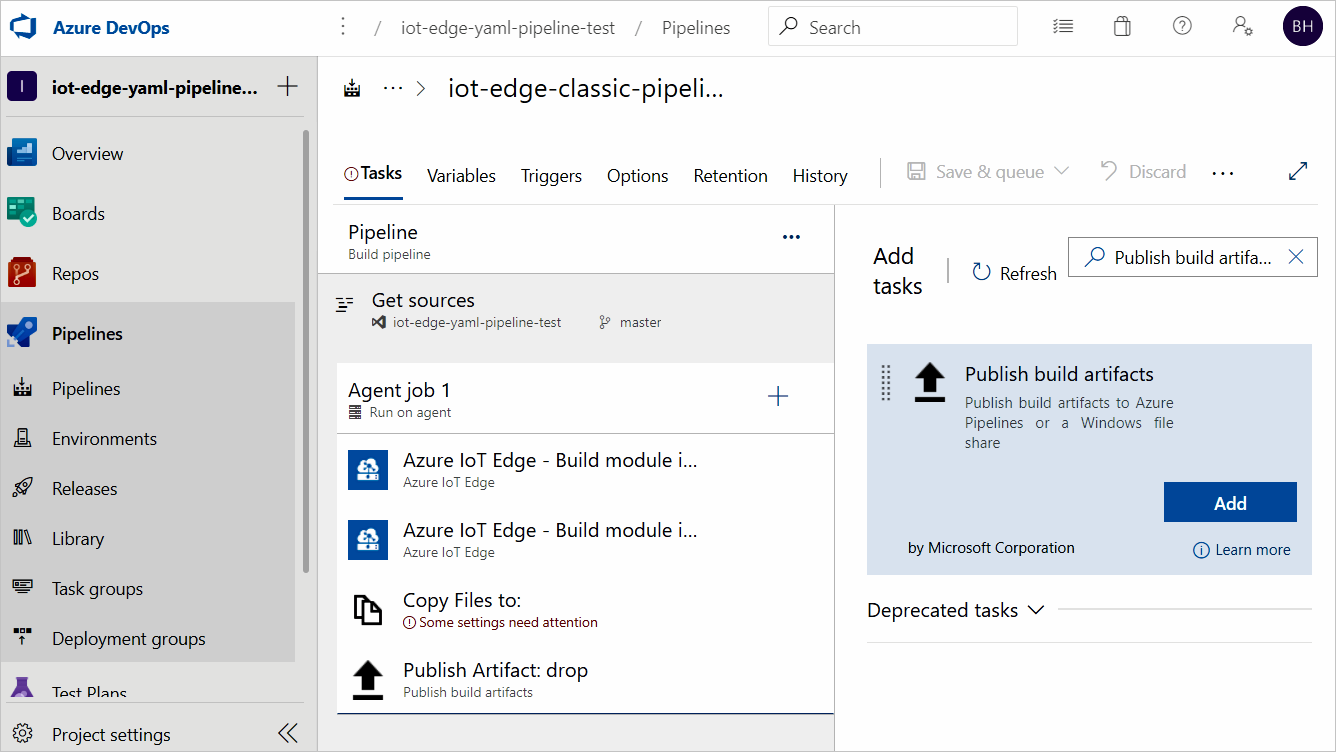 Azure DevOps
/ iot-edge-yaml-pipeline-test / Pipelines
Search
BH
I
iot-edge-yaml-pipeline...
Overview
Boards
Repos
Pipelines
Pipelines
Environments
Releases
Library
Task groups
Deployment groups
Test Plans
Project settings
... > iot-edge-classic-pipeli...
Tasks
Variables
Triggers
Options
Retention
History
Save & queue
Discard
...
Pipeline
Build pipeline
Get sources
iot-edge-yaml-pipeline-test
master
Agent job 1
Run on agent
Azure IoT Edge - Build module i...
Azure IoT Edge
Azure IoT Edge - Build module i...
Azure IoT Edge
Copy Files to:
Some settings need attention
Publish Artifact: drop
Publish build artifacts
Add
tasks
Refresh
Publish build artifa...
Publish build artifacts
Publish build artifacts to Azure
Pipelines or a Windows file
share
Add
by Microsoft Corporation
Learn more
Deprecated tasks